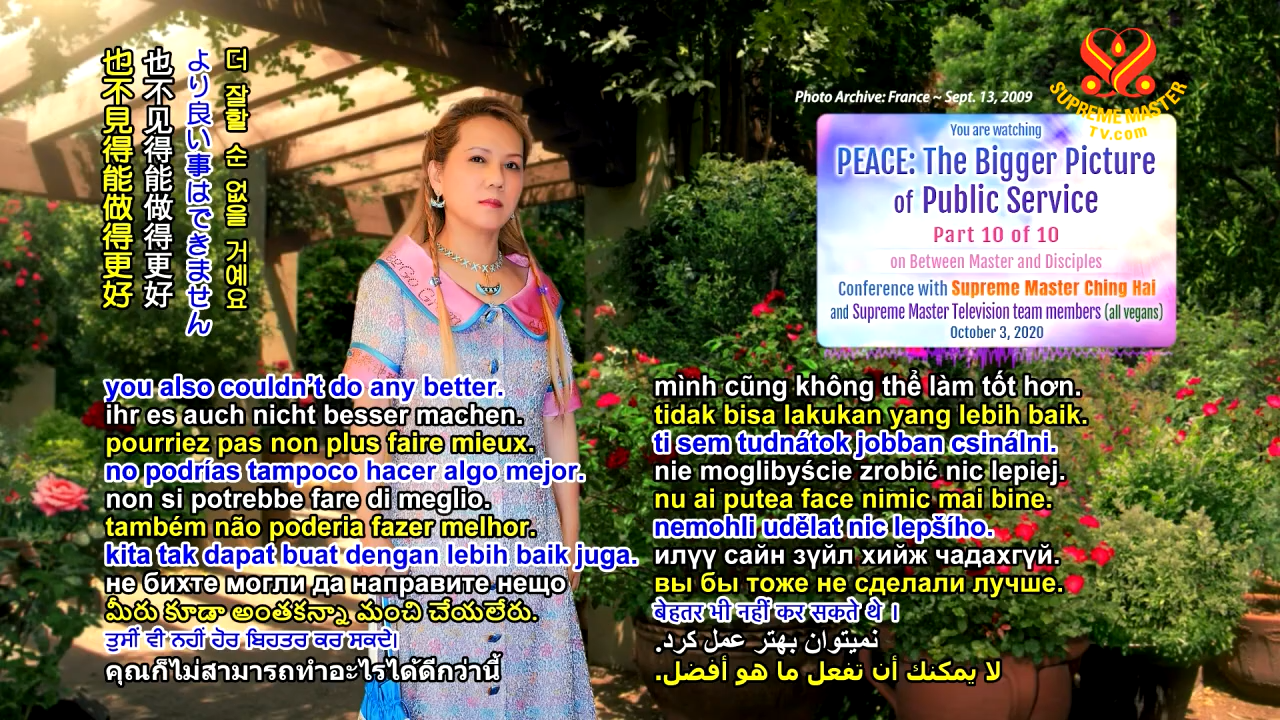 也不見得能做得更好
也不见得能做得更好
より良い事はできません
더 잘할 순 없을 거예요
Photo Archive: France ~ Sept. 13, 2009
SUPREME MASTER
TV.com
You are watching
PEACE: The Bigger Picture
of Public Service
Part 10 of 10
on Between Master and Disciples
Conference with Supreme Master Ching Hai
and Supreme Master Television team members (all vegans)
October 3, 2020
you also couldn't do any better.
ihr es auch nicht besser machen.
pourriez pas non plus faire mieux.
no podrías tampoco hacer algo mejor.
non si potrebbe fare di meglio.
também não poderia fazer melhor.
kita tak dapat buat dengan lebih baik juga.
не бихте могли да направите нещо
మీరు కూడా అంతకన్నా మంచి చేయలేరు.
ਤੁਸੀਂ ਵੀ ਨਹੀਂ ਹੋਰ ਬਿਹਤਰ ਕਰ ਸਕਦੇ।
คุณก็ไม่สามารถทำอะไรได้ดีกว่านี้
mình cũng không thể làm tốt hơn.
tidak bisa lakukan yang lebih baik.
ti sem tudnátok jobban csinálni.
nie moglibyście zrobić nic lepiej.
nu ai putea face nimic mai bine.
nemohli udělat nic lepšího.
илүү сайн зүйл хийж чадахгүй.
вы бы тоже не сделали лучше.
बेहतर भी नहीं कर सकते थे ।
نمیتوان بهتر عمل کرد.
لا يمكنك أن تفعل ما هو أفضل.